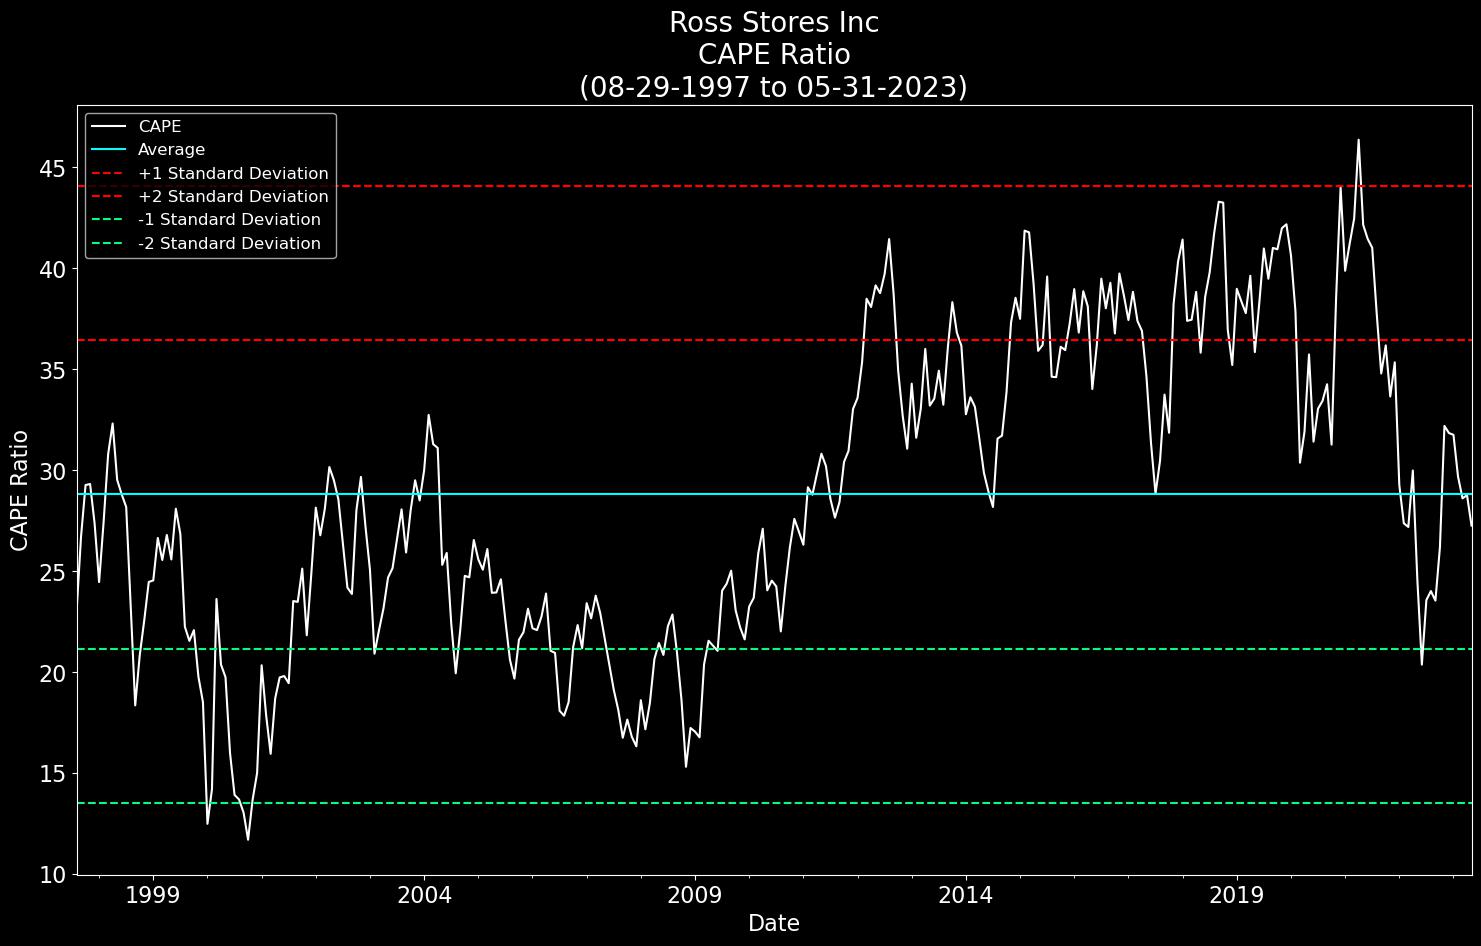 Ross Stores Inc
CAPE Ratio
(08-29-1997 to 05-31-2023)
CAPE
Average
+1 Standard Deviation
+2 Standard Deviation
-1 Standard Deviation
-2 Standard Deviation
CAPE Ratio
45
40
35
30
25
20
15
10
1999
2004
2009
2014
2019
Date